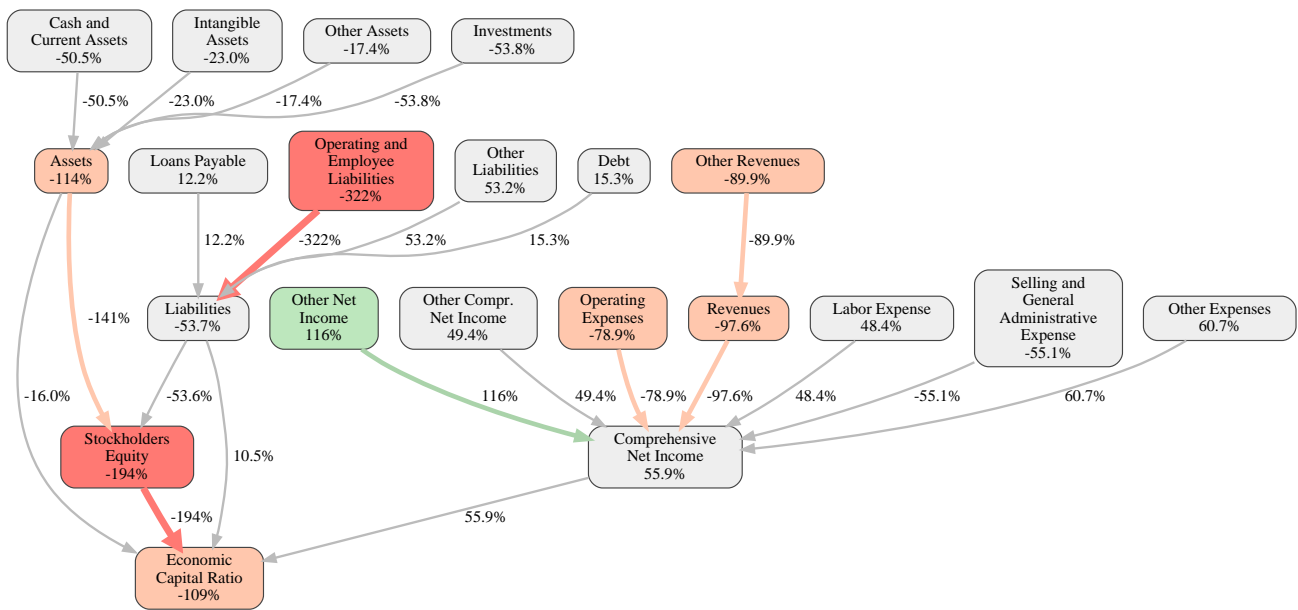 Cash and
Current Assets
-50.5%
Intangible
Assets
-23.0%
Other Assets
-17.4%
Investments
-53.8%
-50.5%
-23.0%
-17.4%
-53.8%
Assets
-114%
Loans Payable
12.2%
Operating and
Employee
Liabilities
-322%
Other
Liabilities
53.2%
Debt
15.3%
Other Revenues
-89.9%
12.2%
-322%
53.2%
15.3%
-89.9%
Liabilities
-53.7%
Other Net
Income
116%
Other Compr.
Net Income
49.4%
Operating
Expenses
-78.9%
Revenues
-97.6%
Labor Expense
48.4%
Selling and
General
Administrative
Expense
-55.1%
Other Expenses
60.7%
-141%
-16.0%
-53.6%
116%
49.4%
-78.9%
-97.6%
48.4%
-55.1%
60.7%
Stockholders
Equity
-194%
10.5%
Comprehensive
Net Income
55.9%
-194%
55.9%
Economic
Capital Ratio
-109%